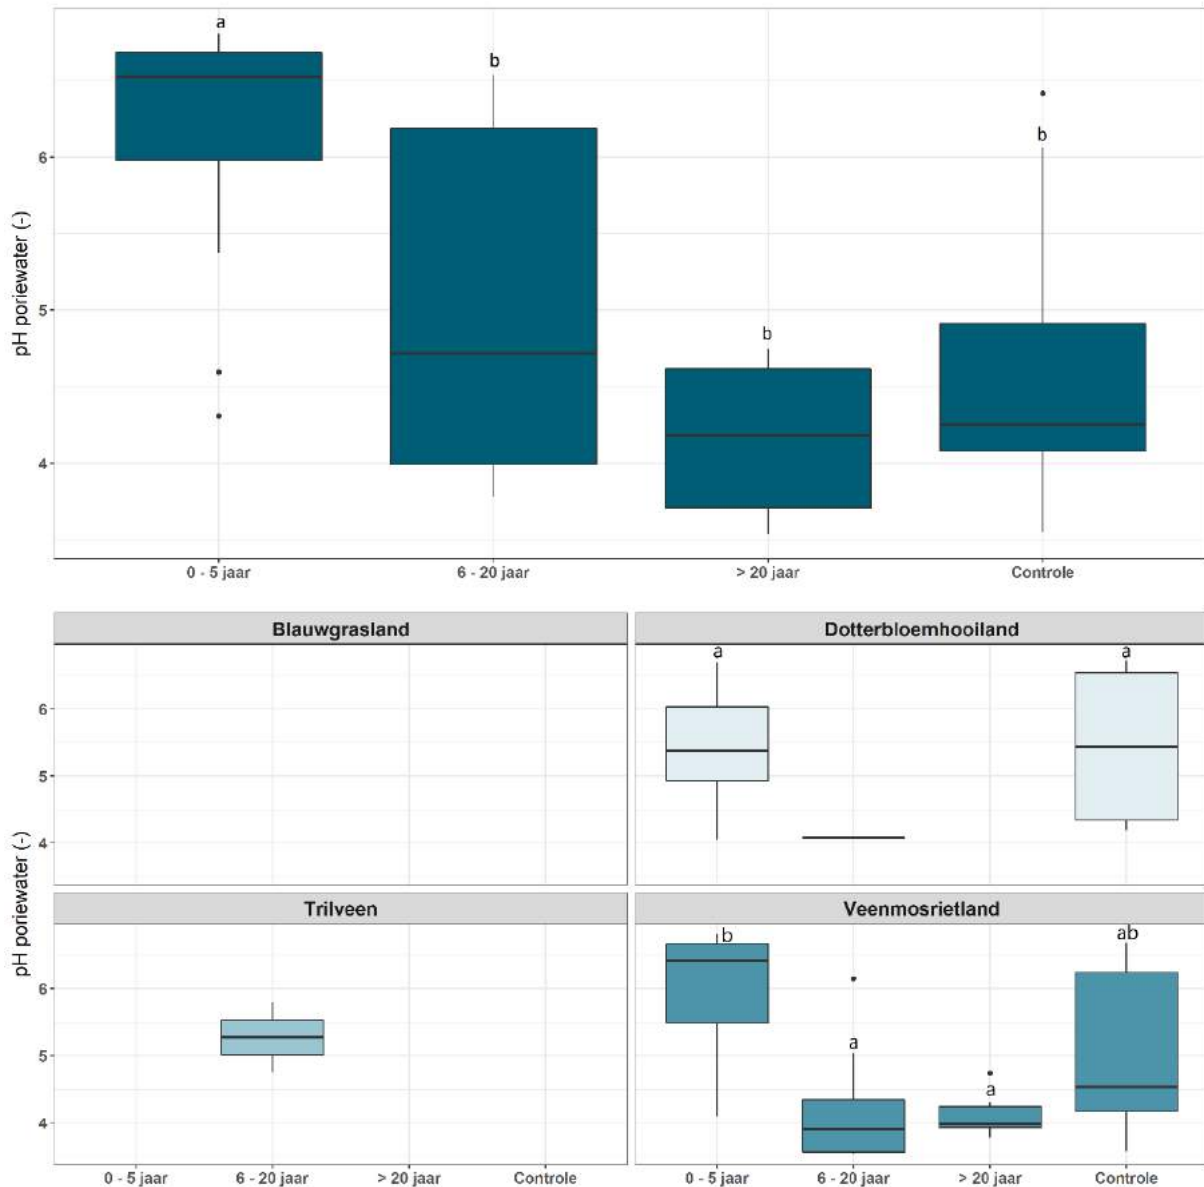 a
b
b
b
6
5
4
pH poriewater (-)
0 - 5 jaar 6 - 20 jaar > 20 jaar Controle
Blauwgrasland Dotterbloemhooiland
a a
6
5
4
pH poriewater (-)
Trilveen Veenmosrietland
b ab
a a
6
5
4
0 - 5 jaar 6 - 20 jaar > 20 jaar Controle 0 - 5 jaar 6 - 20 jaar > 20 jaar Controle